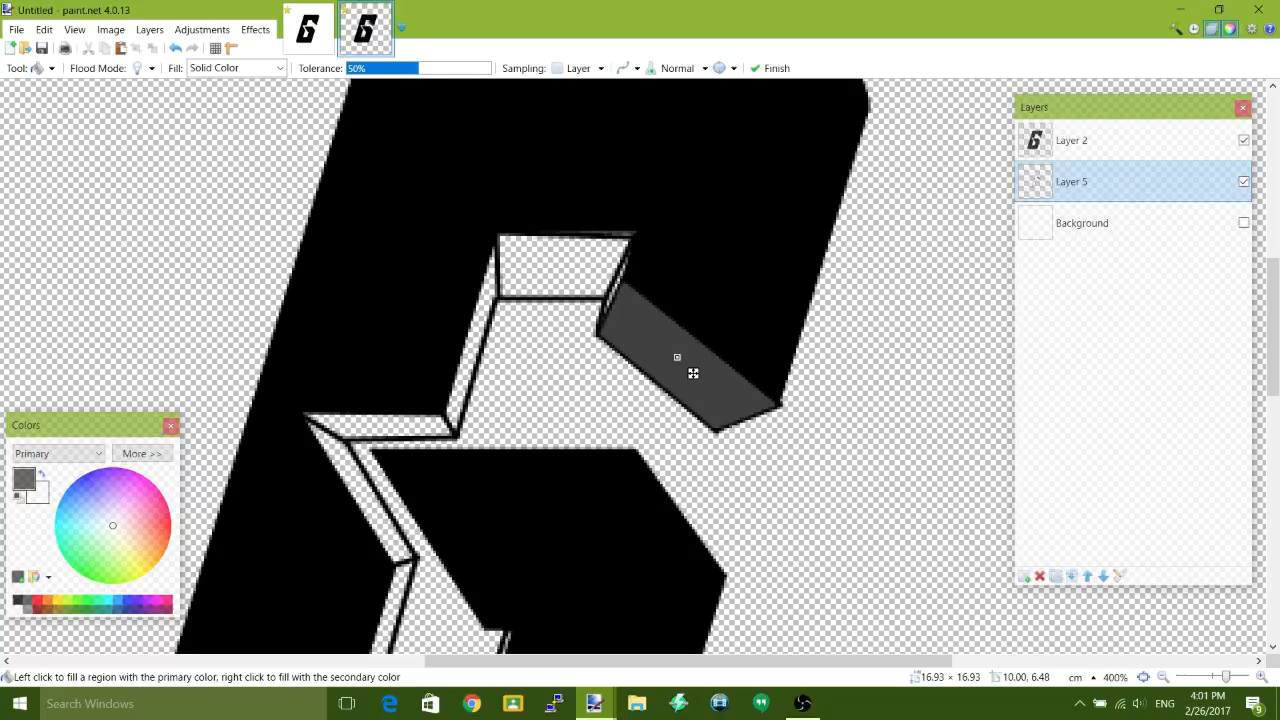 Untitled - paint.net 4.0.13
File Edit View Image Layers Adjustments Effects
Tool: Flood Mode: Fill: Solid Color Tolerance: 50% Sampling: Layer Normal Finish
Layers
Layer 2
Layer 5
Background
Colors
Primary More >>
Left click to fill a region with the primary color, right click to fill with the secondary color
16.93 × 16.93 10.00, 6.48 cm 400%
Search Windows
ENG 4:01 PM
2/26/2017
9